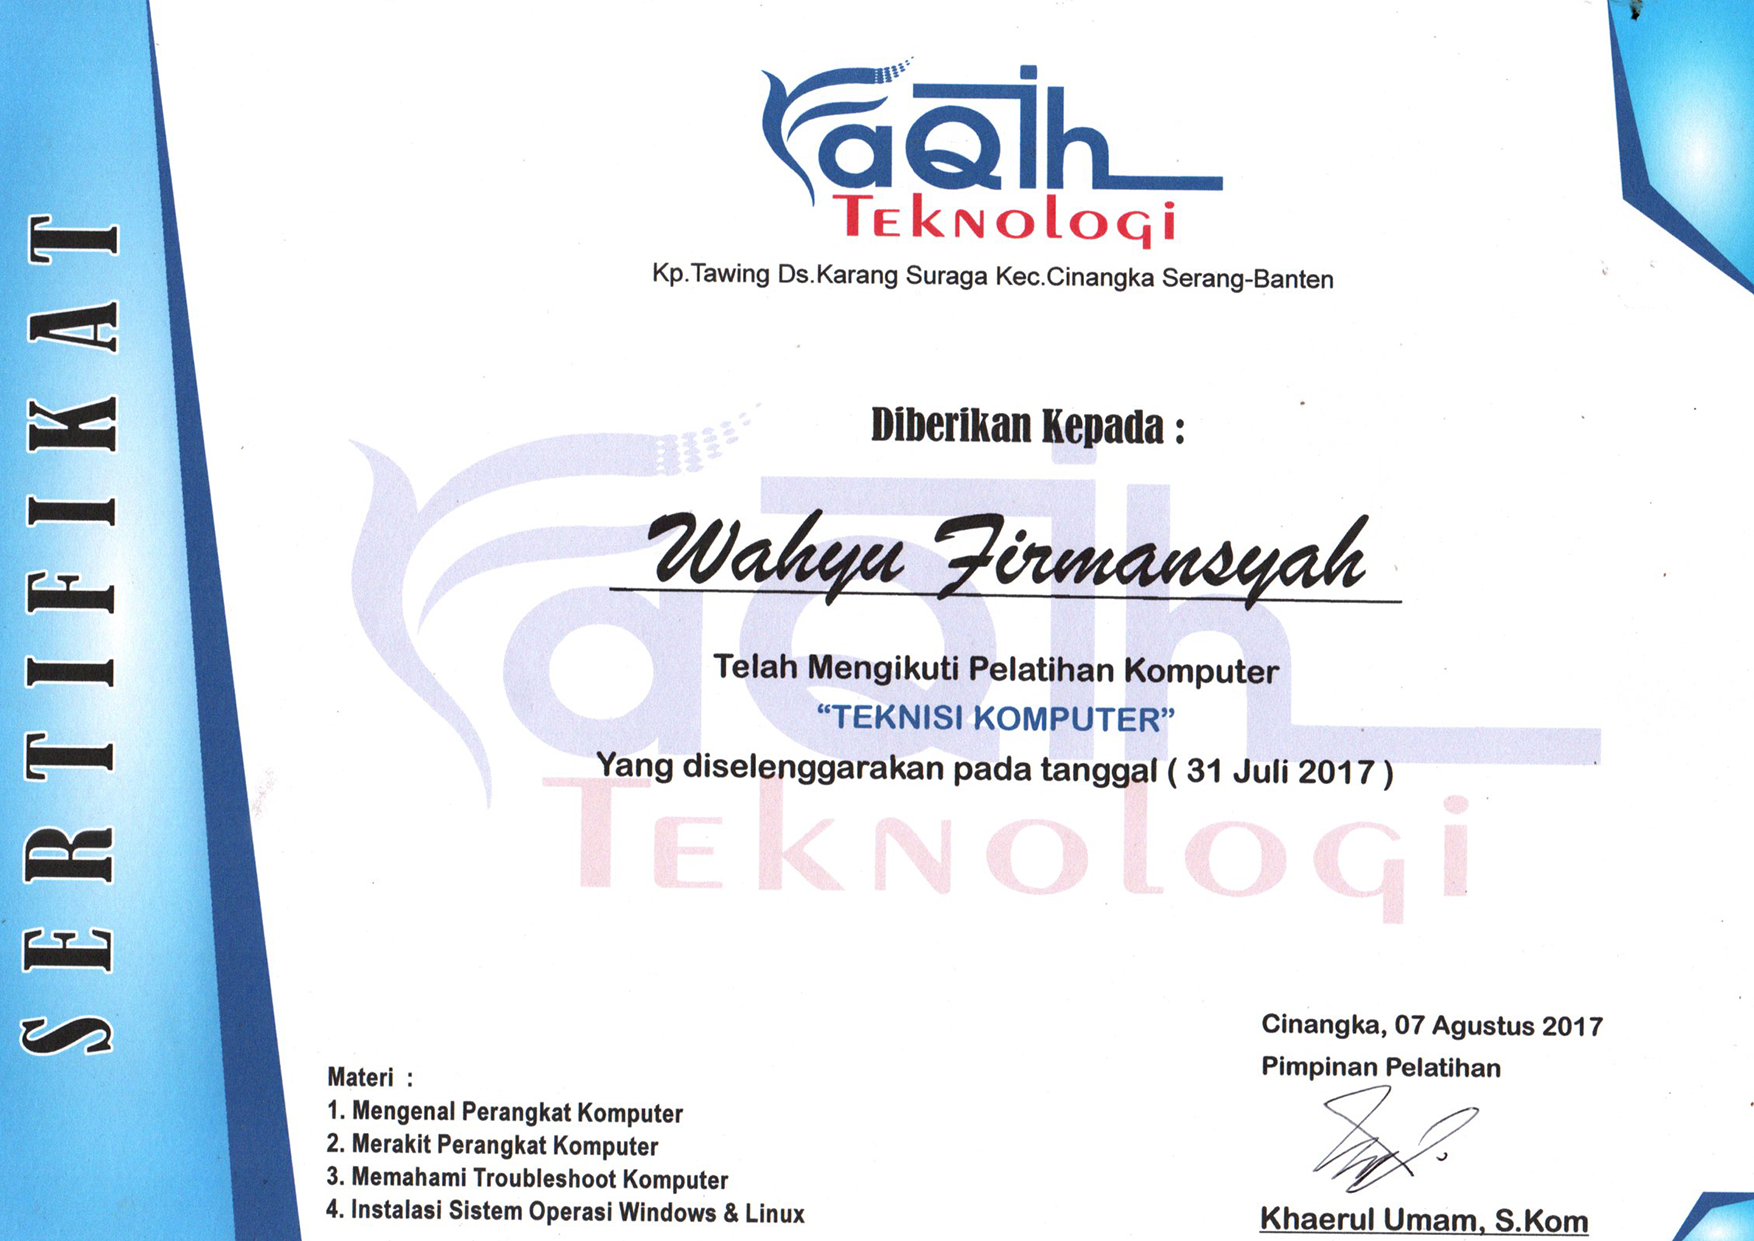 SERTIFIKAT
aQih
Teknologi
Kp.Tawing Ds.Karang Suraga Kec.Cinangka Serang-Banten
Diberikan Kepada :
Wahyu Firmansyah
Telah Mengikuti Pelatihan Komputer
“TEKNISI KOMPUTER”
Yang diselenggarakan pada tanggal ( 31 Juli 2017 )
Cinangka, 07 Agustus 2017
Pimpinan Pelatihan
Khaerul Umam, S.Kom
Materi :
1. Mengenal Perangkat Komputer
2. Merakit Perangkat Komputer
3. Memahami Troubleshoot Komputer
4. Instalasi Sistem Operasi Windows & Linux